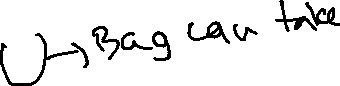 U → Bag can take